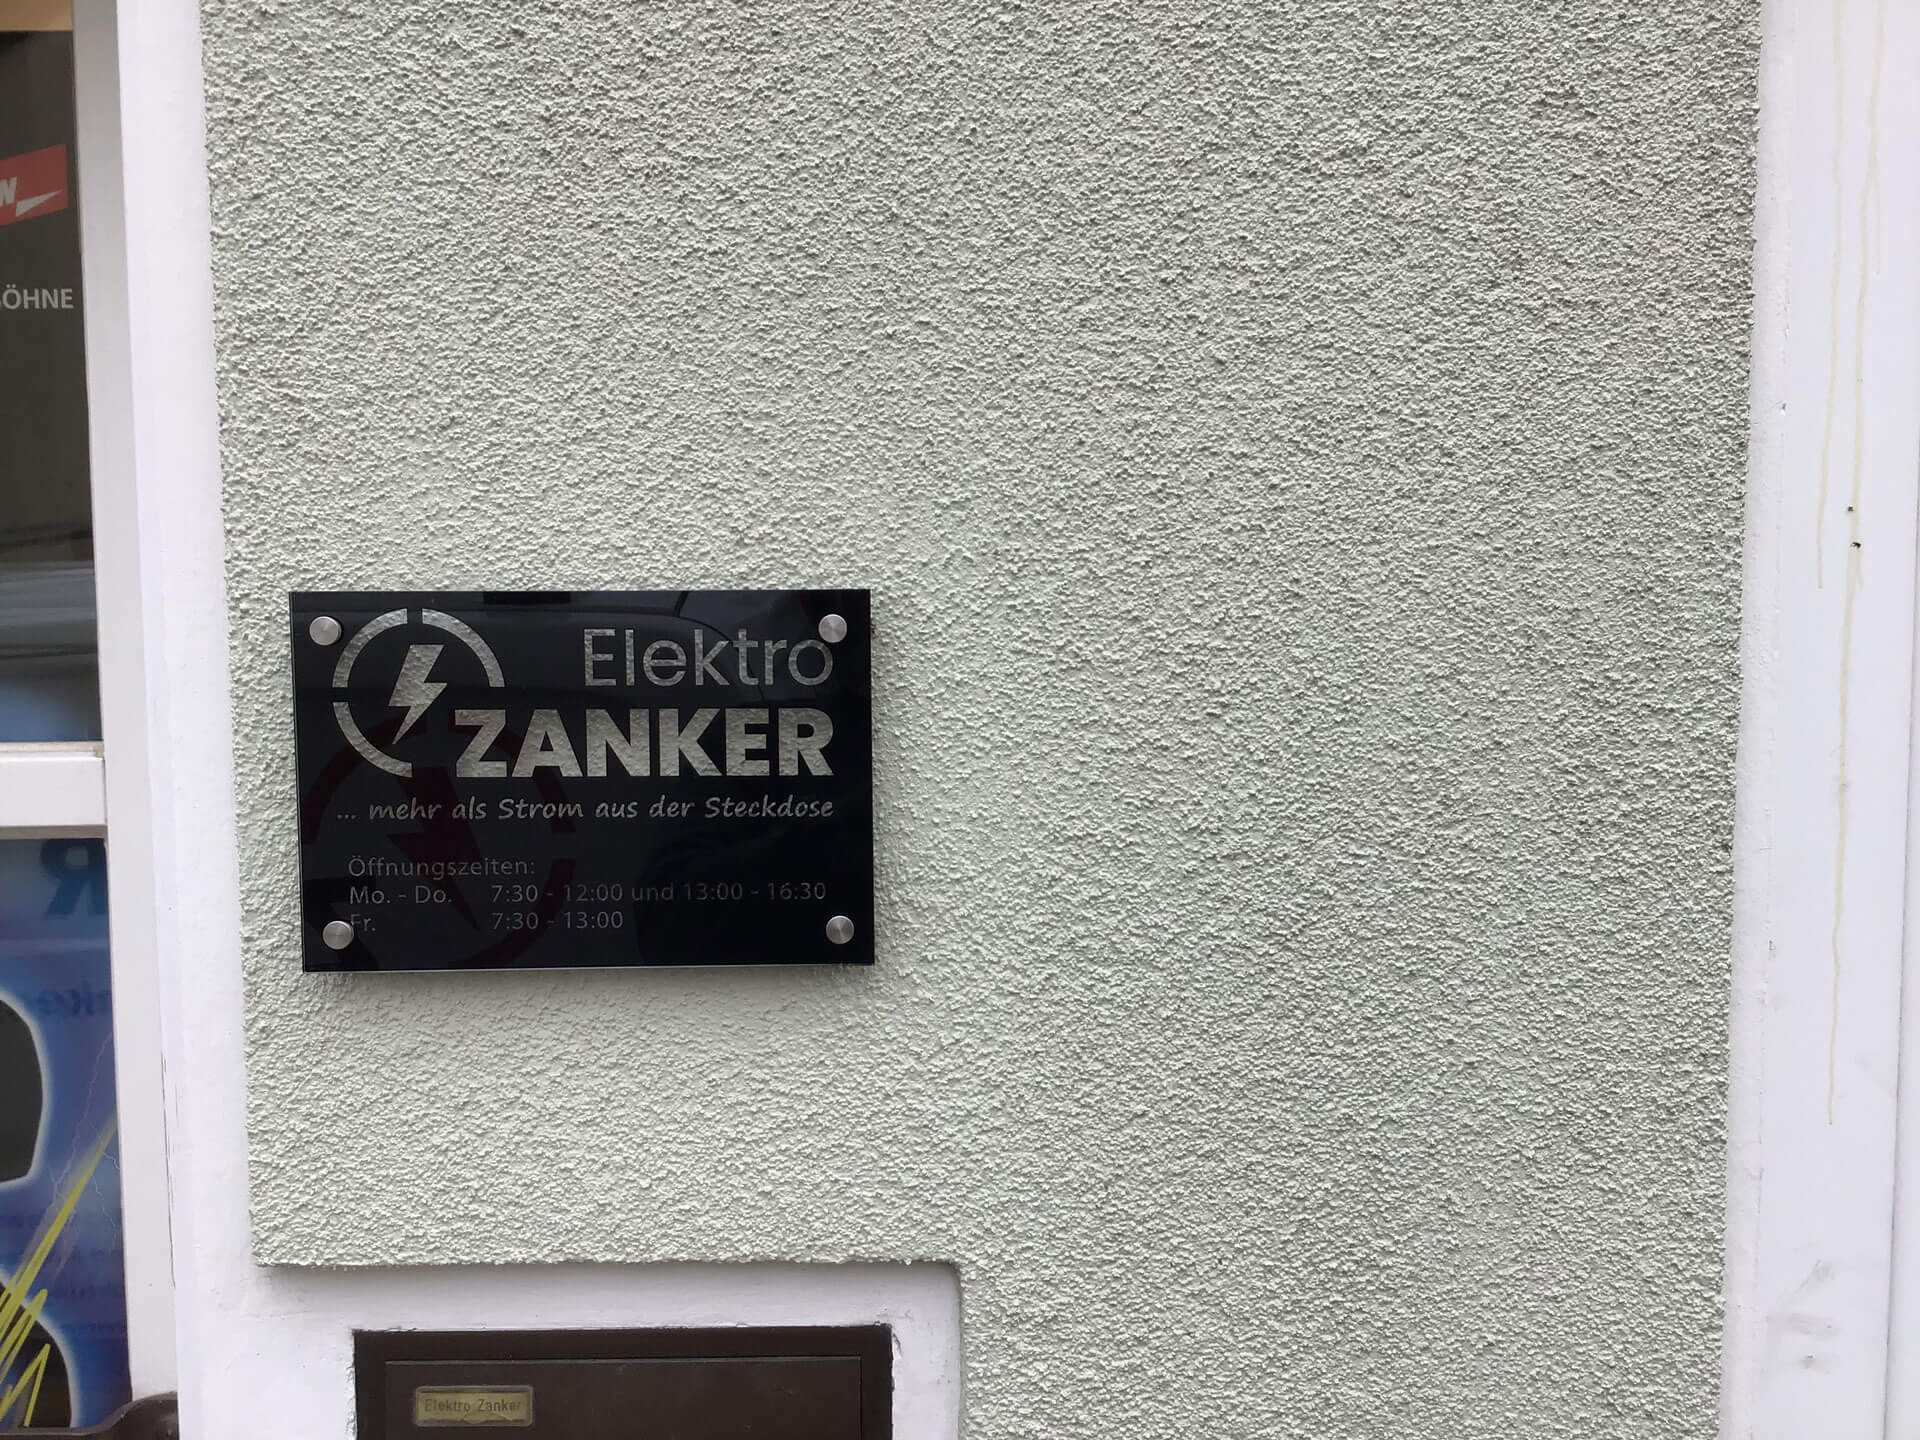 N
ÖHNE
Elektro
ZANKER
... mehr als Strom aus der Steckdose
Öffnungszeiten:
Mo. - Do. 7:30 - 12:00 und 13:00 - 16:30
Fr. 7:30 - 13:00
R
Elektro Zanker